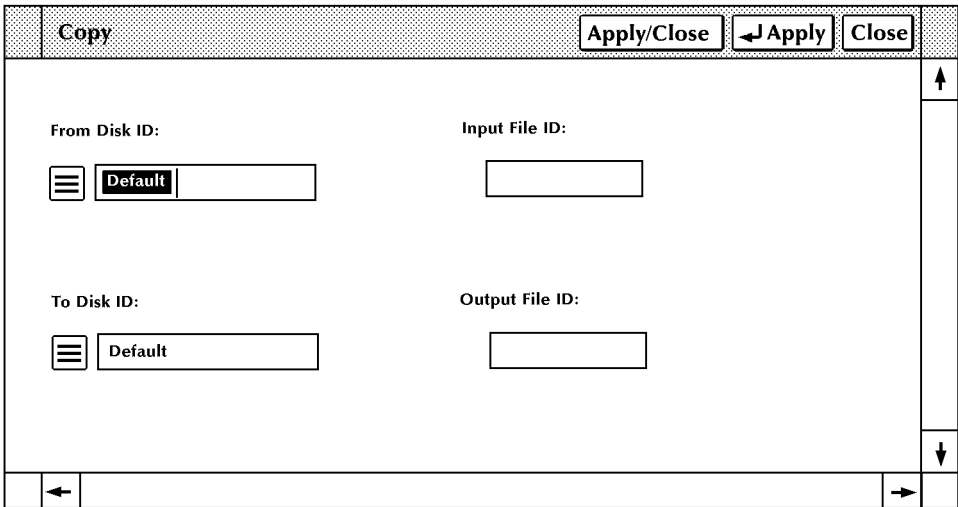 Copy Apply/Close Apply Close
From Disk ID: Input File ID:
Default
To Disk ID: Output File ID:
Default